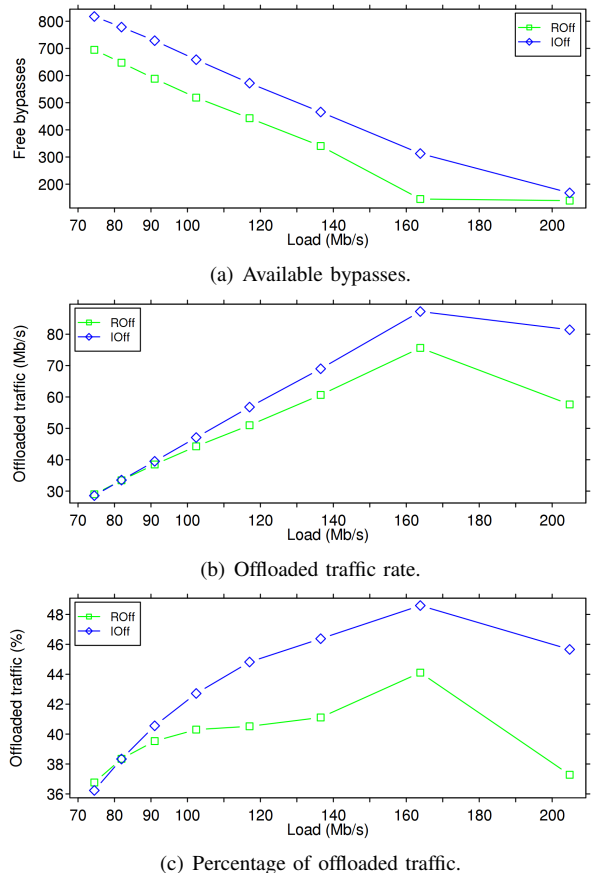 800
700
600
500
400
300
200
Free bypasses
ROff
IOff
70 80 90 100 120 140 160 180 200
Load (Mb/s)
(a) Available bypasses.
80
70
60
50
40
30
Offloaded traffic (Mb/s)
ROff
IOff
70 80 90 100 120 140 160 180 200
Load (Mb/s)
(b) Offloaded traffic rate.
48
46
44
42
40
38
36
Offloaded traffic (%)
ROff
IOff
70 80 90 100 120 140 160 180 200
Load (Mb/s)
(c) Percentage of offloaded traffic.